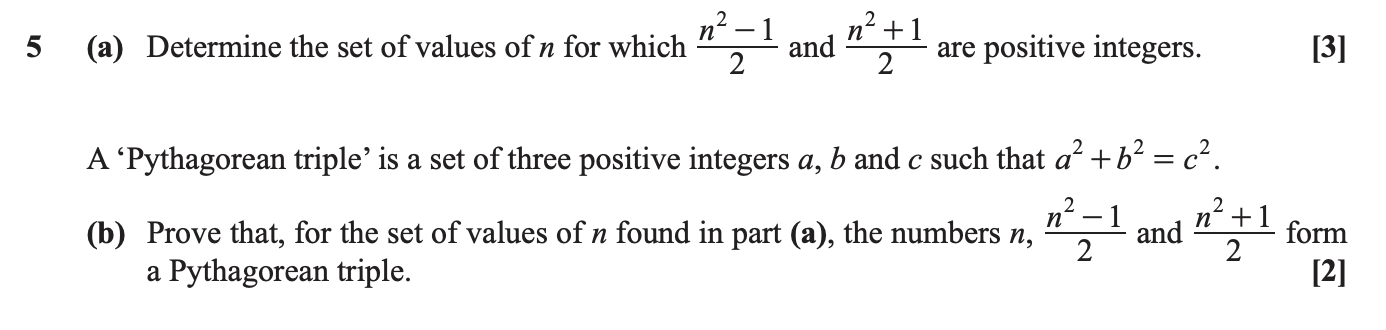 5 (a) Determine the set of values of n for which (n² − 1)/2 and (n² + 1)/2 are positive integers. [3]
A ‘Pythagorean triple’ is a set of three positive integers a, b and c such that a² + b² = c².
(b) Prove that, for the set of values of n found in part (a), the numbers n, (n² − 1)/2 and (n² + 1)/2 form
a Pythagorean triple. [2]